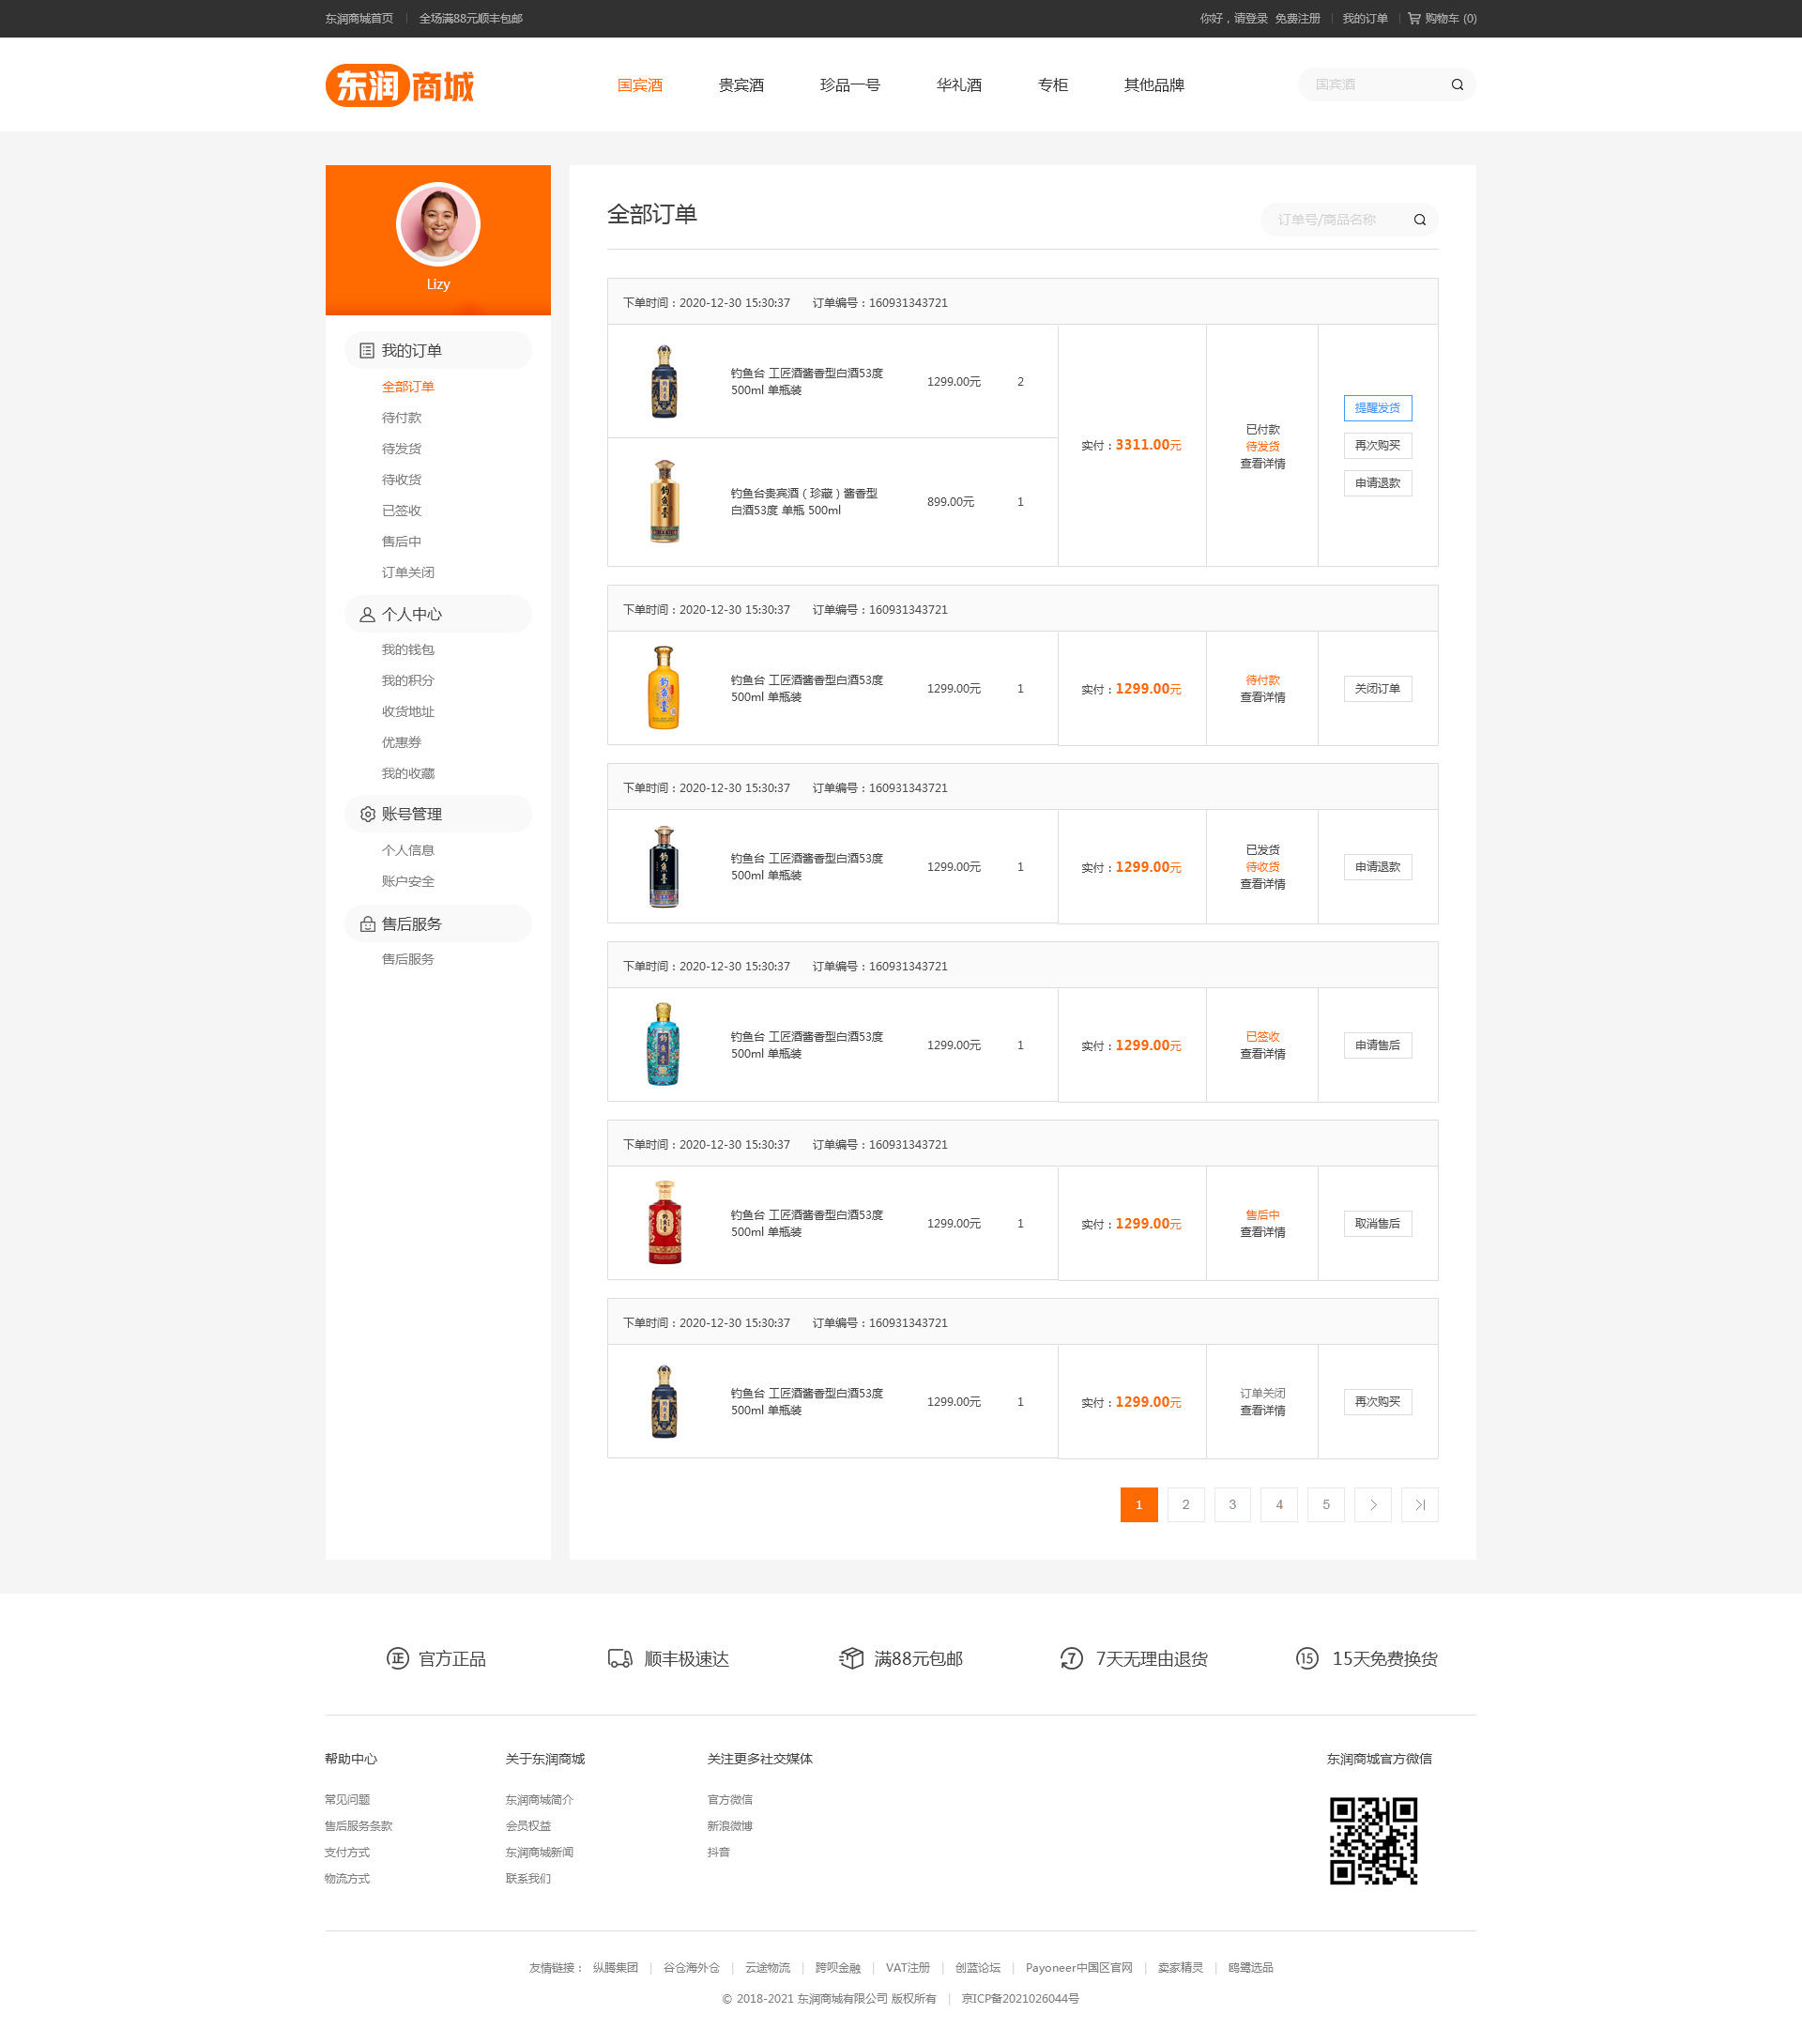 东润商城首页 | 全场满88元顺丰包邮
你好，请登录 免费注册 | 我的订单 | 购物车 (0)
东润商城
国宾酒 贵宾酒 珍品一号 华礼酒 专柜 其他品牌
国宾酒
Lizy
我的订单
全部订单
待付款
待发货
待收货
已签收
售后中
订单关闭
个人中心
我的钱包
我的积分
收货地址
优惠券
我的收藏
账号管理
个人信息
账户安全
售后服务
售后服务
全部订单
订单号/商品名称
下单时间：2020-12-30 15:30:37 订单编号：160931343721
钓鱼台 工匠酒酱香型白酒53度
500ml 单瓶装
1299.00元 2
钓鱼台贵宾酒（珍藏）酱香型
白酒53度 单瓶 500ml
899.00元 1
实付：3311.00元
已付款
待发货
查看详情
提醒发货
再次购买
申请退款
下单时间：2020-12-30 15:30:37 订单编号：160931343721
钓鱼臺
钓鱼台 工匠酒酱香型白酒53度
500ml 单瓶装
1299.00元 1
实付：1299.00元
待付款
查看详情
关闭订单
下单时间：2020-12-30 15:30:37 订单编号：160931343721
钓鱼臺
钓鱼台 工匠酒酱香型白酒53度
500ml 单瓶装
1299.00元 1
实付：1299.00元
已发货
待收货
查看详情
申请退款
下单时间：2020-12-30 15:30:37 订单编号：160931343721
钓鱼台 工匠酒酱香型白酒53度
500ml 单瓶装
1299.00元 1
实付：1299.00元
已签收
查看详情
申请售后
下单时间：2020-12-30 15:30:37 订单编号：160931343721
钓鱼台 工匠酒酱香型白酒53度
500ml 单瓶装
1299.00元 1
实付：1299.00元
售后中
查看详情
取消售后
下单时间：2020-12-30 15:30:37 订单编号：160931343721
钓鱼台 工匠酒酱香型白酒53度
500ml 单瓶装
1299.00元 1
实付：1299.00元
订单关闭
查看详情
再次购买
1 2 3 4 5
正 官方正品 顺丰极速达 满88元包邮 7 7天无理由退货 15 15天免费换货
帮助中心
常见问题
售后服务条款
支付方式
物流方式
关于东润商城
东润商城简介
会员权益
东润商城新闻
联系我们
关注更多社交媒体
官方微信
新浪微博
抖音
东润商城官方微信
友情链接： 纵腾集团 | 谷仓海外仓 | 云途物流 | 跨呗金融 | VAT注册 | 创蓝论坛 | Payoneer中国区官网 | 卖家精灵 | 鸥鹭选品
© 2018-2021 东润商城有限公司 版权所有 | 京ICP备2021026044号